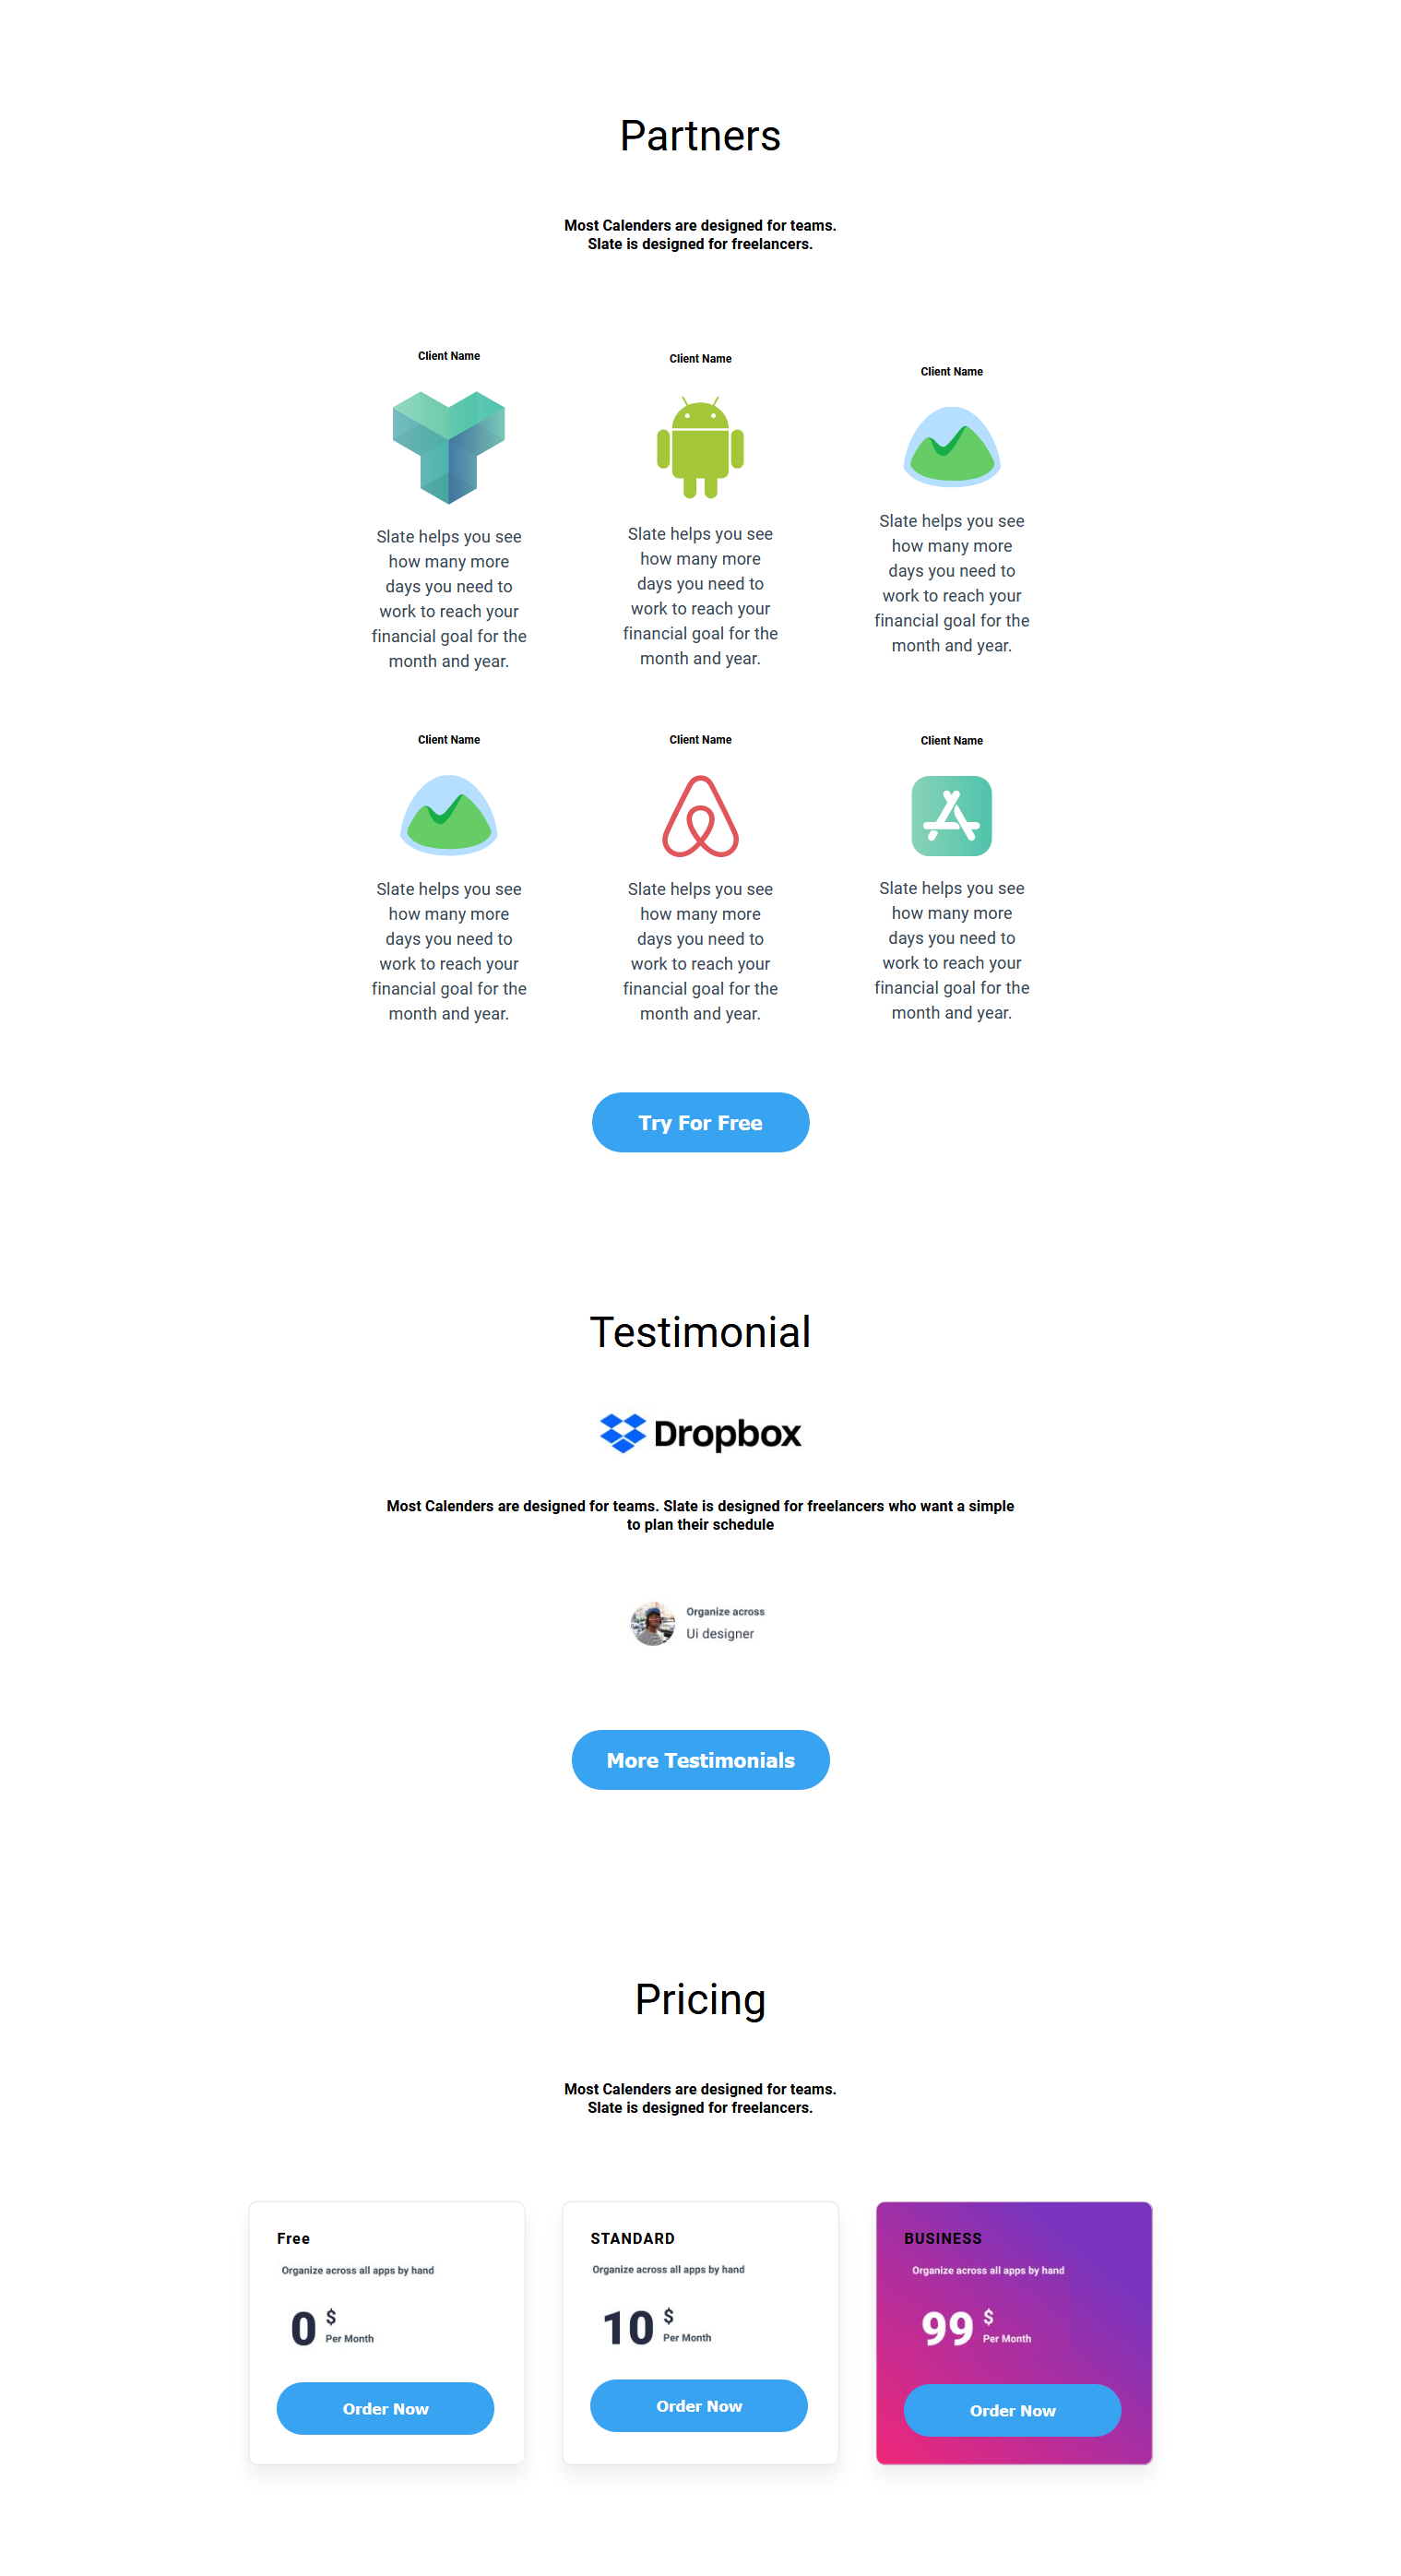 Partners
Most Calenders are designed for teams.
Slate is designed for freelancers.
Client Name
Slate helps you see
how many more
days you need to
work to reach your
financial goal for the
month and year.
Client Name
Slate helps you see
how many more
days you need to
work to reach your
financial goal for the
month and year.
Client Name
Slate helps you see
how many more
days you need to
work to reach your
financial goal for the
month and year.
Client Name
Slate helps you see
how many more
days you need to
work to reach your
financial goal for the
month and year.
Client Name
Slate helps you see
how many more
days you need to
work to reach your
financial goal for the
month and year.
Client Name
Slate helps you see
how many more
days you need to
work to reach your
financial goal for the
month and year.
Try For Free
Testimonial
Dropbox
Most Calenders are designed for teams. Slate is designed for freelancers who want a simple
to plan their schedule
Organize across
Ui designer
More Testimonials
Pricing
Most Calenders are designed for teams.
Slate is designed for freelancers.
Free
Organize across all apps by hand
0 $
Per Month
Order Now
STANDARD
Organize across all apps by hand
10 $
Per Month
Order Now
BUSINESS
Organize across all apps by hand
99 $
Per Month
Order Now